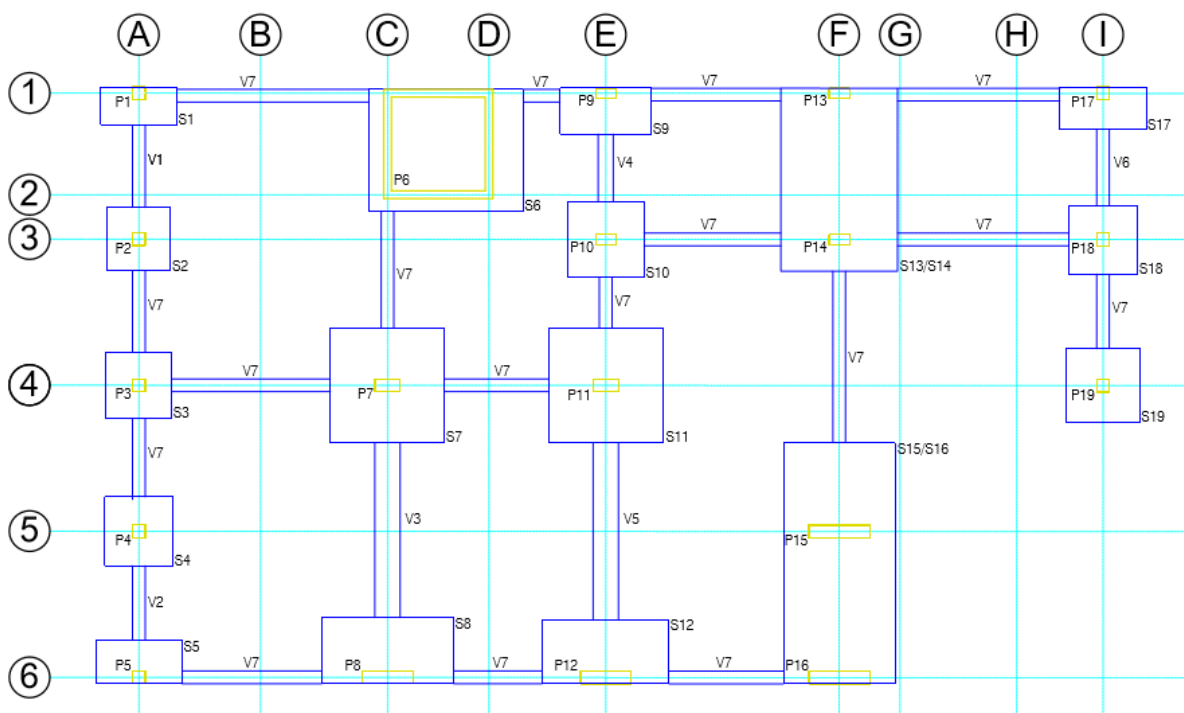 A B C D E F G H I
V7 V7 V7 V7
1 P1 P9 P13 P17
S1 S9 S17
V1 V4 V6
2 P6
S6
3 P2 P10 P14 P18
V7 V7
S2 S10 S13/S14 S18
V7 V7 V7 V7
V7
V7 V7
4 P3 P7 P11 P19
S3 S7 S11 S19
S15/S16
V7
V3 V5
5 P4 P15
S4
V2
S8 S12
S5
6 P5 P8 P12 P16
V7 V7 V7